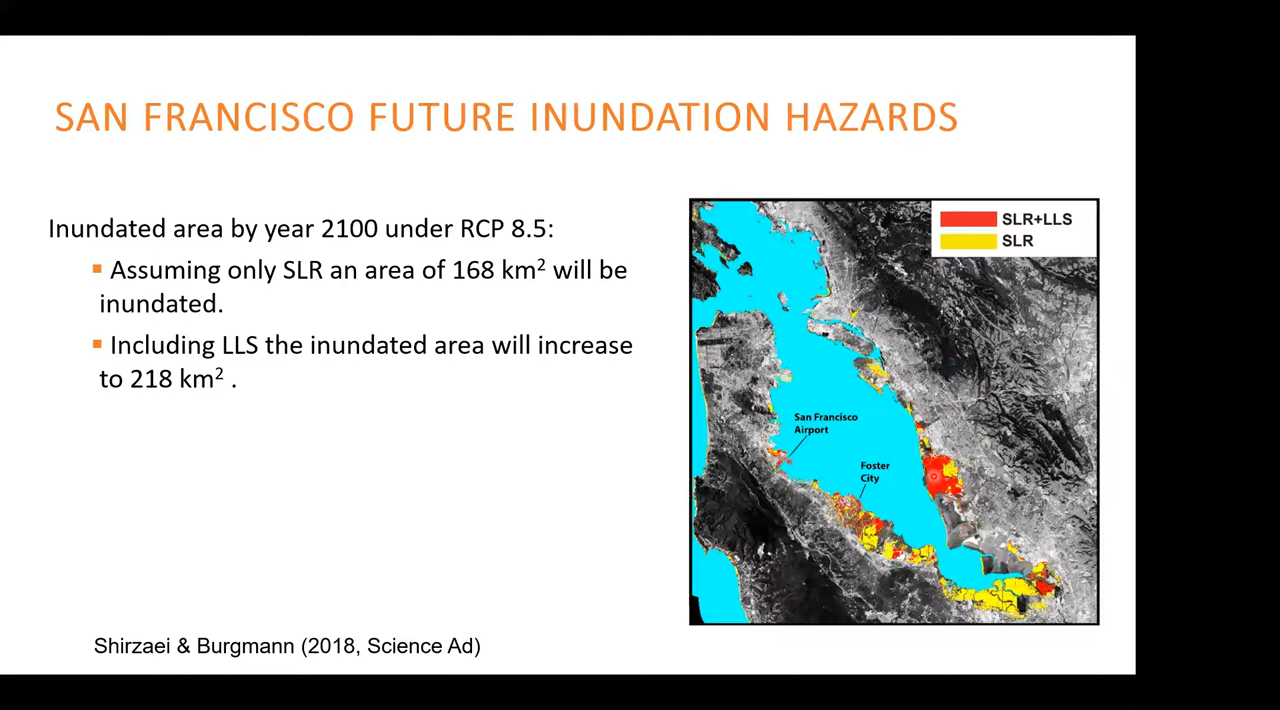 SAN FRANCISCO FUTURE INUNDATION HAZARDS
Inundated area by year 2100 under RCP 8.5:
Assuming only SLR an area of 168 km² will be
inundated.
Including LLS the inundated area will increase
to 218 km² .
SLR+LLS
SLR
San Francisco
Airport
Foster
City
Shirzaei & Burgmann (2018, Science Ad)